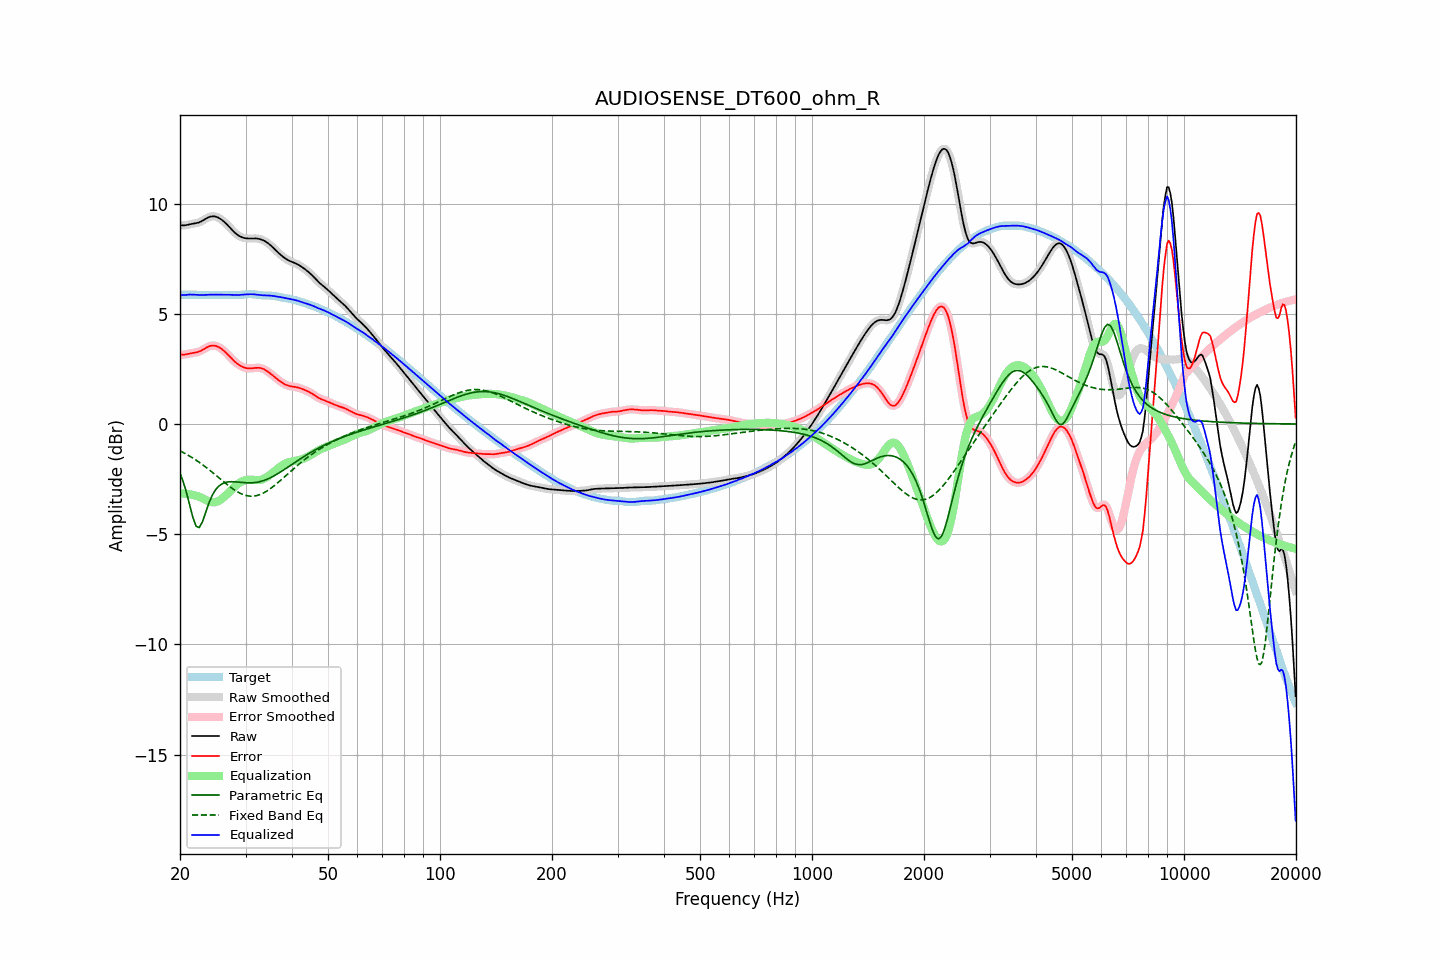 AUDIOSENSE_DT600_ohm_R
Amplitude (dBr)
10
5
0
−5
−10
−15
Target
Raw Smoothed
Error Smoothed
Raw
Error
Equalization
Parametric Eq
Fixed Band Eq
Equalized
20
50
100
200
500
1000
2000
5000
10000
20000
Frequency (Hz)